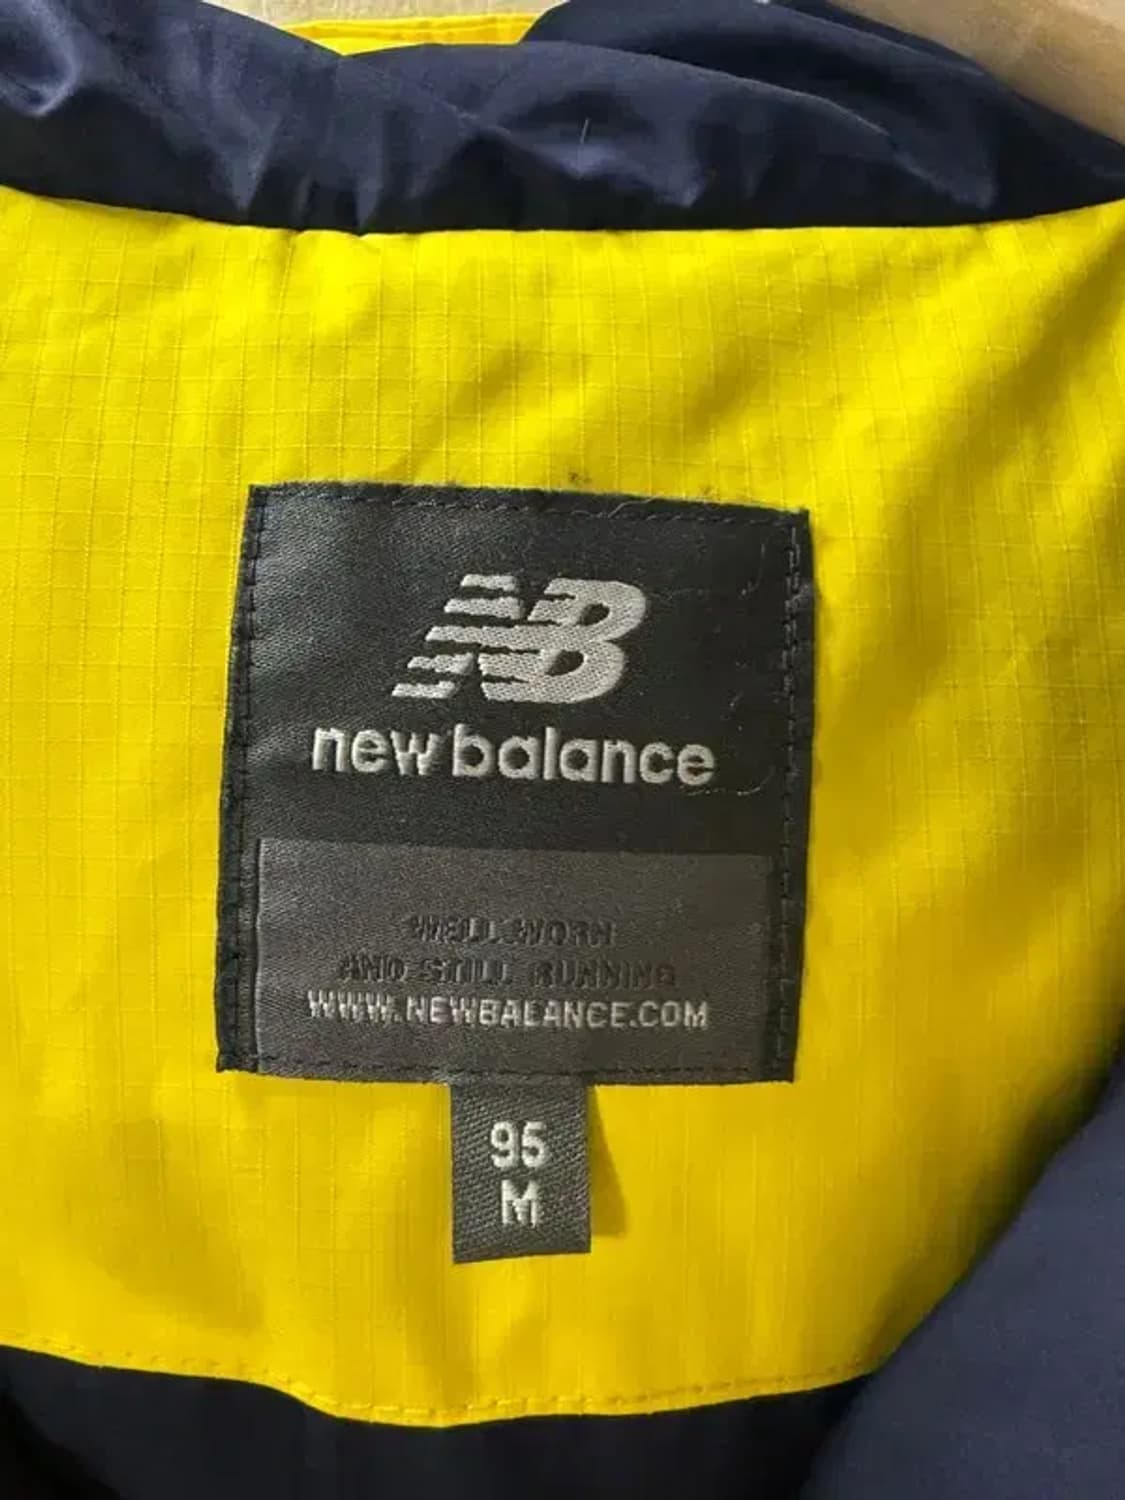 NB
new balance
WELL WORN
AND STILL RUNNING
WWW.NEWBALANCE.COM
95
M